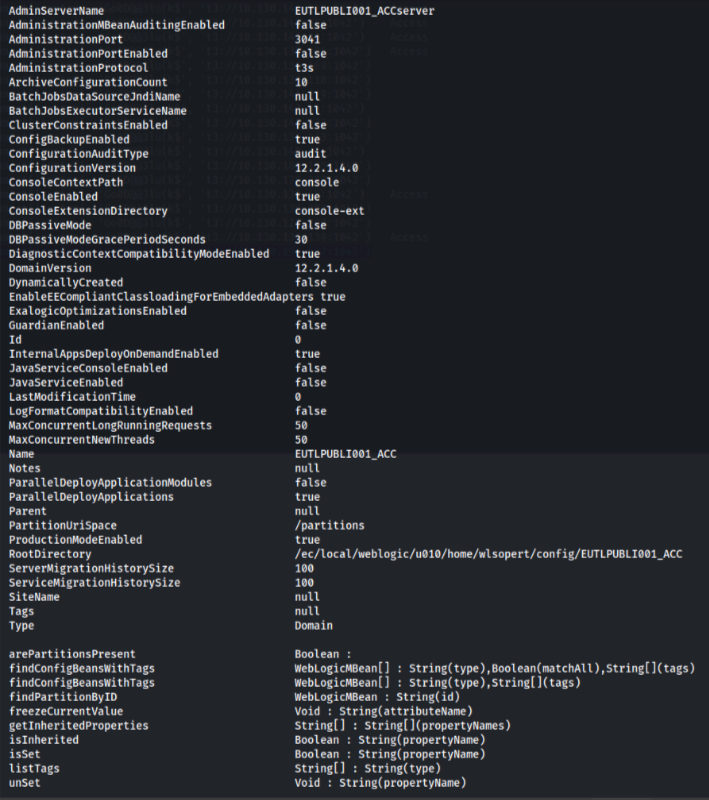 AdminServerName EUTLPUBLI001_ACCserver
AdministrationMBeanAuditingEnabled false
AdministrationPort 3041
AdministrationPortEnabled false
AdministrationProtocol t3s
ArchiveConfigurationCount 10
BatchJobsDataSourceJndiName null
BatchJobsExecutorServiceName null
ClusterConstraintsEnabled false
ConfigBackupEnabled true
ConfigurationAuditType audit
ConfigurationVersion 12.2.1.4.0
ConsoleContextPath console
ConsoleEnabled true
ConsoleExtensionDirectory console-ext
DBPassiveMode false
DBPassiveModeGracePeriodSeconds 30
DiagnosticContextCompatibilityModeEnabled true
DomainVersion 12.2.1.4.0
DynamicallyCreated false
EnableEECompliantClassloadingForEmbeddedAdapters true
ExalogicOptimizationsEnabled false
GuardianEnabled false
Id 0
InternalAppsDeployOnDemandEnabled true
JavaServiceConsoleEnabled false
JavaServiceEnabled false
LastModificationTime 0
LogFormatCompatibilityEnabled false
MaxConcurrentLongRunningRequests 50
MaxConcurrentNewThreads 50
Name EUTLPUBLI001_ACC
Notes null
ParallelDeployApplicationModules false
ParallelDeployApplications true
Parent null
PartitionUriSpace /partitions
ProductionModeEnabled true
RootDirectory /ec/local/weblogic/u010/home/wlsopert/config/EUTLPUBLI001_ACC
ServerMigrationHistorySize 100
ServiceMigrationHistorySize 100
SiteName null
Tags null
Type Domain
arePartitionsPresent Boolean :
findConfigBeansWithTags WebLogicMBean[] : String(type),Boolean(matchAll),String[](tags)
findConfigBeansWithTags WebLogicMBean[] : String(type),String[](tags)
findPartitionByID WebLogicMBean : String(id)
freezeCurrentValue Void : String(attributeName)
getInheritedProperties String[] : String[](propertyNames)
isInherited Boolean : String(propertyName)
isSet Boolean : String(propertyName)
listTags String[] : String(type)
unSet Void : String(propertyName)